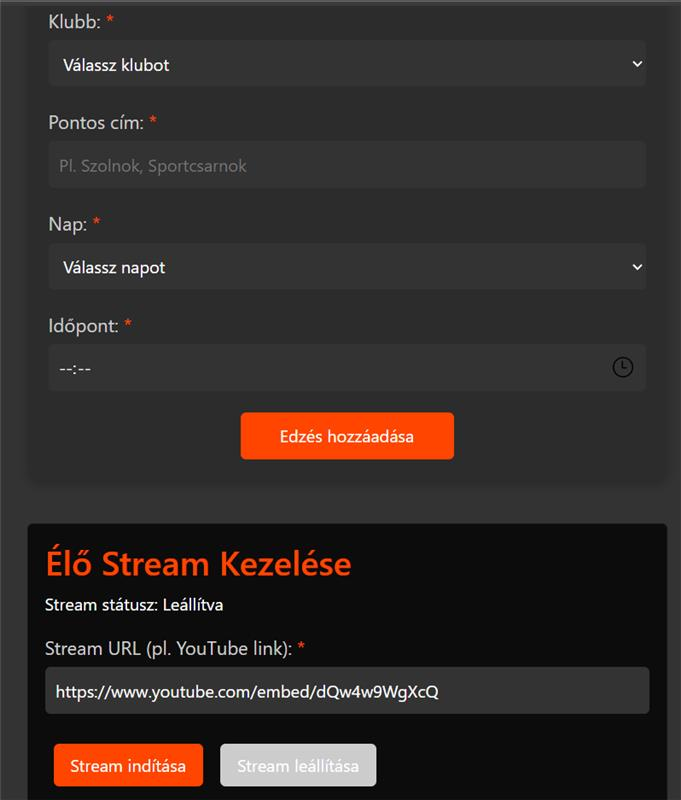 Klubb: *
Válassz klubot
Pontos cím: *
Pl. Szolnok, Sportcsarnok
Nap: *
Válassz napot
Időpont: *
--:--
Edzés hozzáadása
Élő Stream Kezelése
Stream státusz: Leállítva
Stream URL (pl. YouTube link): *
https://www.youtube.com/embed/dQw4w9WgXcQ
Stream indítása
Stream leállítása